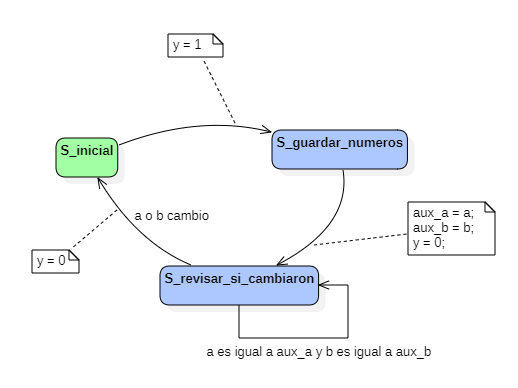 y = 1
S_inicial
S_guardar_numeros
a o b cambio
aux_a = a;
aux_b = b;
y = 0;
y = 0
S_revisar_si_cambiaron
a es igual a aux_a y b es igual a aux_b